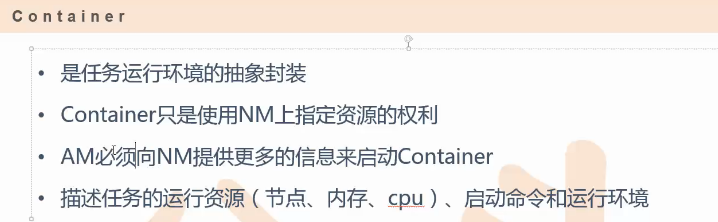 Container
• 是任务运行环境的抽象封装
• Container只是使用NM上指定资源的权利
• AM必须向NM提供更多的信息来启动Container
• 描述任务的运行资源（节点、内存、cpu）、启动命令和运行环境